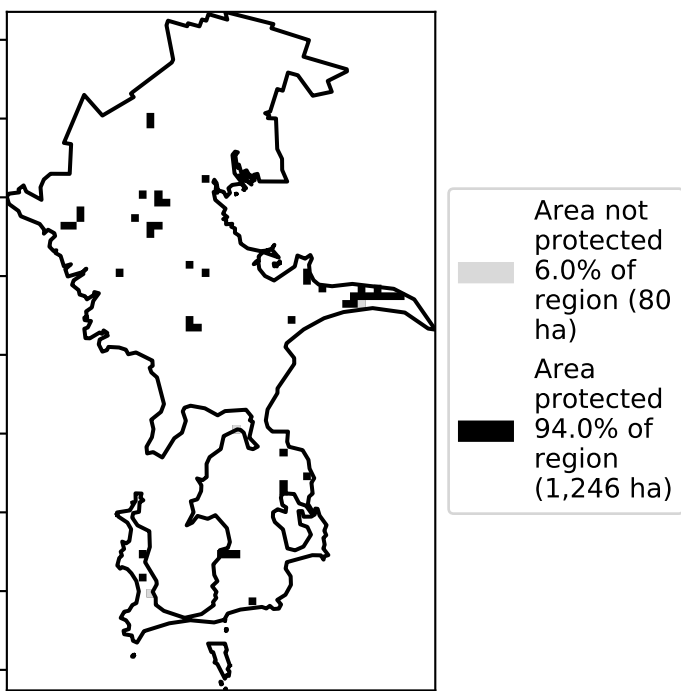 Area not
protected
6.0% of
region (80
ha)
Area
protected
94.0% of
region
(1,246 ha)